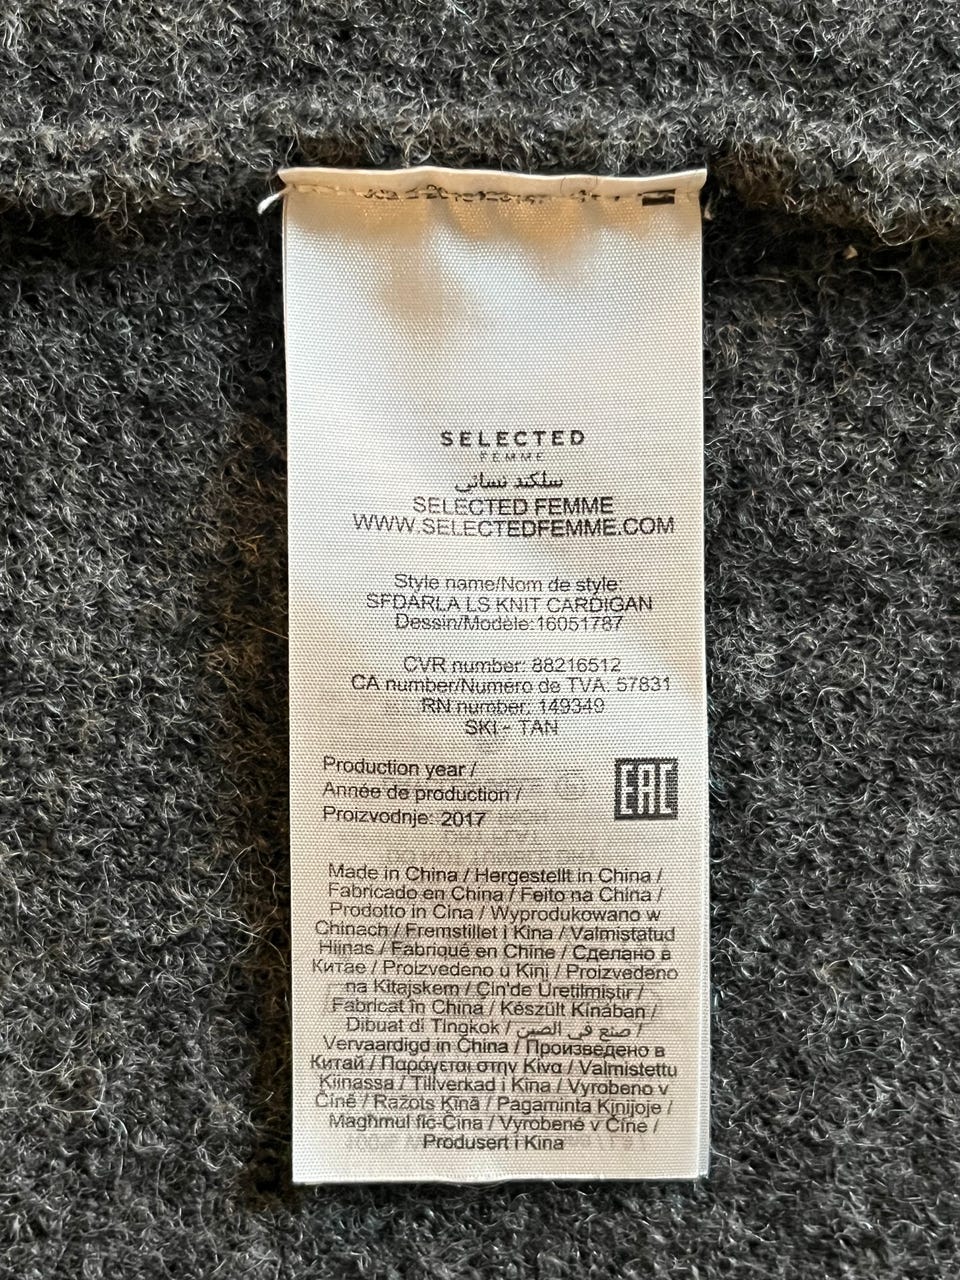 SELECTED
FEMME
سلكتد نسائي
SELECTED FEMME
WWW.SELECTEDFEMME.COM
Style name/Nom de style:
SFDARLA LS KNIT CARDIGAN
Dessin/Modèle:16051787
CVR number: 88216512
CA number/Numéro de TVA: 57831
RN number: 149349
SKI - TAN
Production year /
Année de production /
Proizvodnje: 2017
EAC
Made in China / Hergestellt in China /
Fabricado en China / Feito na China /
Prodotto in Cina / Wyprodukowano w
Chinach / Fremstillet i Kina / Valmistatud
Hiinas / Fabriqué en Chine / Сделано в
Китае / Proizvedeno u Kini / Proizvedeno
na Kitajskem / Çin'de Üretilmiştir /
Fabricat în China / Készült Kínában /
Dibuat di Tingkok / صنع في الصين /
Vervaardigd in China / Произведено в
Китай / Παράγεται στην Κίνα / Valmistettu
Kiinassa / Tillverkad i Kina / Vyrobeno v
Číně / Ražots Ķīnā / Pagaminta Kinijoje /
Magħmul fiċ-Ċina / Vyrobené v Číne /
Produsert i Kina